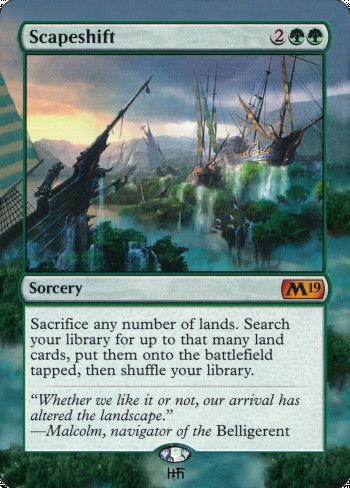 Scapeshift 2
Sorcery M19
Sacrifice any number of lands. Search
your library for up to that many land
cards, put them onto the battlefield
tapped, then shuffle your library.
“Whether we like it or not, our arrival has
altered the landscape.”
—Malcolm, navigator of the Belligerent